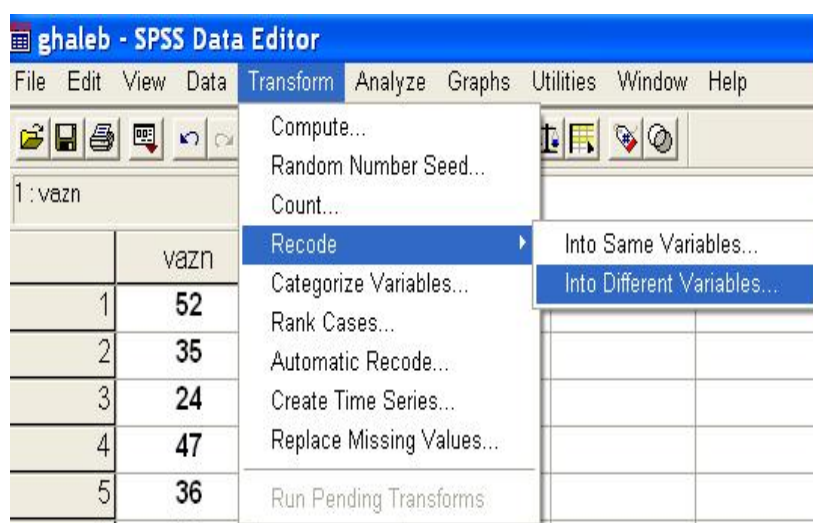 ghaleb - SPSS Data Editor
File Edit View Data Transform Analyze Graphs Utilities Window Help
1 : vazn
Compute...
Random Number Seed...
Count...
Recode
Categorize Variables...
Rank Cases...
Automatic Recode...
Create Time Series...
Replace Missing Values...
Run Pending Transforms
Into Same Variables...
Into Different Variables...
vazn
1 52
2 35
3 24
4 47
5 36